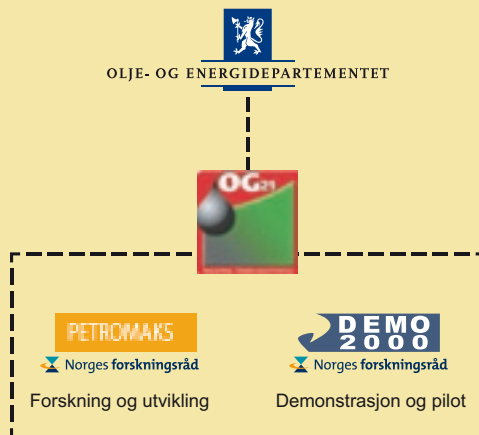 OLJE- OG ENERGIDEPARTEMENTET
OG21
PETROMAKS
Norges forskningsråd
Forskning og utvikling
DEMO
2000
Norges forskningsråd
Demonstrasjon og pilot